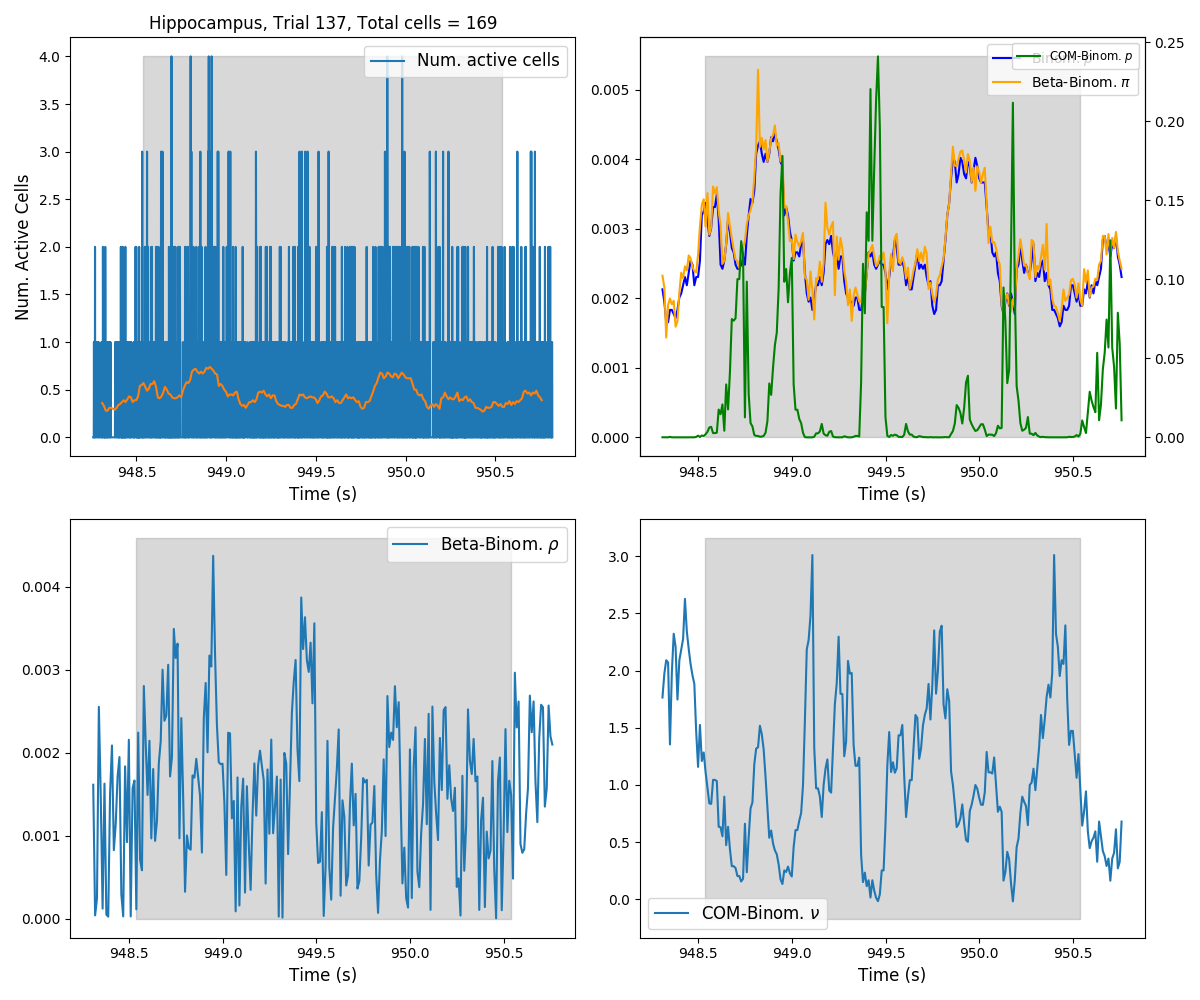 Hippocampus, Trial 137, Total cells = 169
Num. active cells
Num. Active Cells
4.0
3.5
3.0
2.5
2.0
1.5
1.0
0.5
0.0
948.5 949.0 949.5 950.0 950.5
Time (s)
COM-Binom. p
Beta-Binom. π
0.005
0.004
0.003
0.002
0.001
0.000
0.25
0.20
0.15
0.10
0.05
0.00
948.5 949.0 949.5 950.0 950.5
Time (s)
Beta-Binom. ρ
0.004
0.003
0.002
0.001
0.000
948.5 949.0 949.5 950.0 950.5
Time (s)
3.0
2.5
2.0
1.5
1.0
0.5
0.0
COM-Binom. ν
948.5 949.0 949.5 950.0 950.5
Time (s)